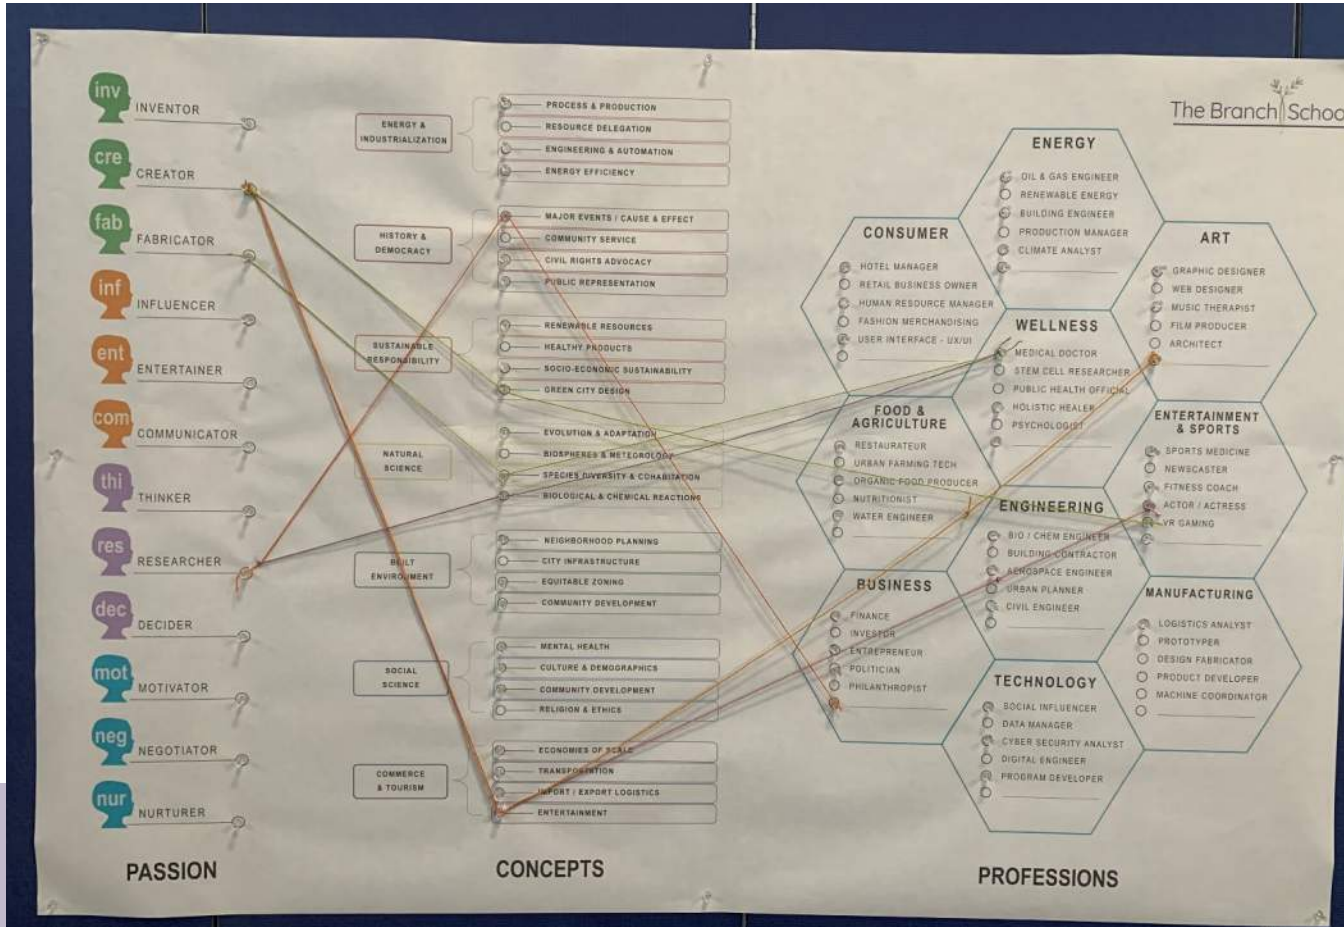 The Branch School
inv
INVENTOR
cre
CREATOR
fab
FABRICATOR
inf
INFLUENCER
ent
ENTERTAINER
com
COMMUNICATOR
thi
THINKER
res
RESEARCHER
dec
DECIDER
mot
MOTIVATOR
neg
NEGOTIATOR
nur
NURTURER
PASSION
ENERGY &
INDUSTRIALIZATION
PROCESS & PRODUCTION
RESOURCE DELEGATION
ENGINEERING & AUTOMATION
ENERGY EFFICIENCY
HISTORY &
DEMOCRACY
MAJOR EVENTS / CAUSE & EFFECT
COMMUNITY SERVICE
CIVIL RIGHTS ADVOCACY
PUBLIC REPRESENTATION
SUSTAINABLE
RESPONSIBILITY
RENEWABLE RESOURCES
HEALTHY PRODUCTS
SOCIO-ECONOMIC SUSTAINABILITY
GREEN CITY DESIGN
NATURAL
SCIENCE
EVOLUTION & ADAPTATION
BIOSPHERES & METEOROLOGY
SPECIES DIVERSITY & COHABITATION
BIOLOGICAL & CHEMICAL REACTIONS
BUILT
ENVIRONMENT
NEIGHBORHOOD PLANNING
CITY INFRASTRUCTURE
EQUITABLE ZONING
COMMUNITY DEVELOPMENT
SOCIAL
SCIENCE
MENTAL HEALTH
CULTURE & DEMOGRAPHICS
COMMUNITY DEVELOPMENT
RELIGION & ETHICS
COMMERCE
& TOURISM
ECONOMIES OF SCALE
TRANSPORTATION
IMPORT / EXPORT LOGISTICS
ENTERTAINMENT
CONCEPTS
ENERGY
OIL & GAS ENGINEER
RENEWABLE ENERGY
BUILDING ENGINEER
PRODUCTION MANAGER
CLIMATE ANALYST
CONSUMER
HOTEL MANAGER
RETAIL BUSINESS OWNER
HUMAN RESOURCE MANAGER
FASHION MERCHANDISING
USER INTERFACE - UX/UI
ART
GRAPHIC DESIGNER
WEB DESIGNER
MUSIC THERAPIST
FILM PRODUCER
ARCHITECT
WELLNESS
MEDICAL DOCTOR
STEM CELL RESEARCHER
PUBLIC HEALTH OFFICIAL
HOLISTIC HEALER
PSYCHOLOGIST
FOOD &
AGRICULTURE
RESTAURATEUR
URBAN FARMING TECH
ORGANIC FOOD PRODUCER
NUTRITIONIST
WATER ENGINEER
ENTERTAINMENT
& SPORTS
SPORTS MEDICINE
NEWSCASTER
FITNESS COACH
ACTOR / ACTRESS
VR GAMING
ENGINEERING
BIO / CHEM ENGINEER
BUILDING CONTRACTOR
AEROSPACE ENGINEER
URBAN PLANNER
CIVIL ENGINEER
BUSINESS
FINANCE
INVESTOR
ENTREPRENEUR
POLITICIAN
PHILANTHROPIST
MANUFACTURING
LOGISTICS ANALYST
PROTOTYPER
DESIGN FABRICATOR
PRODUCT DEVELOPER
MACHINE COORDINATOR
TECHNOLOGY
SOCIAL INFLUENCER
DATA MANAGER
CYBER SECURITY ANALYST
DIGITAL ENGINEER
PROGRAM DEVELOPER
PROFESSIONS